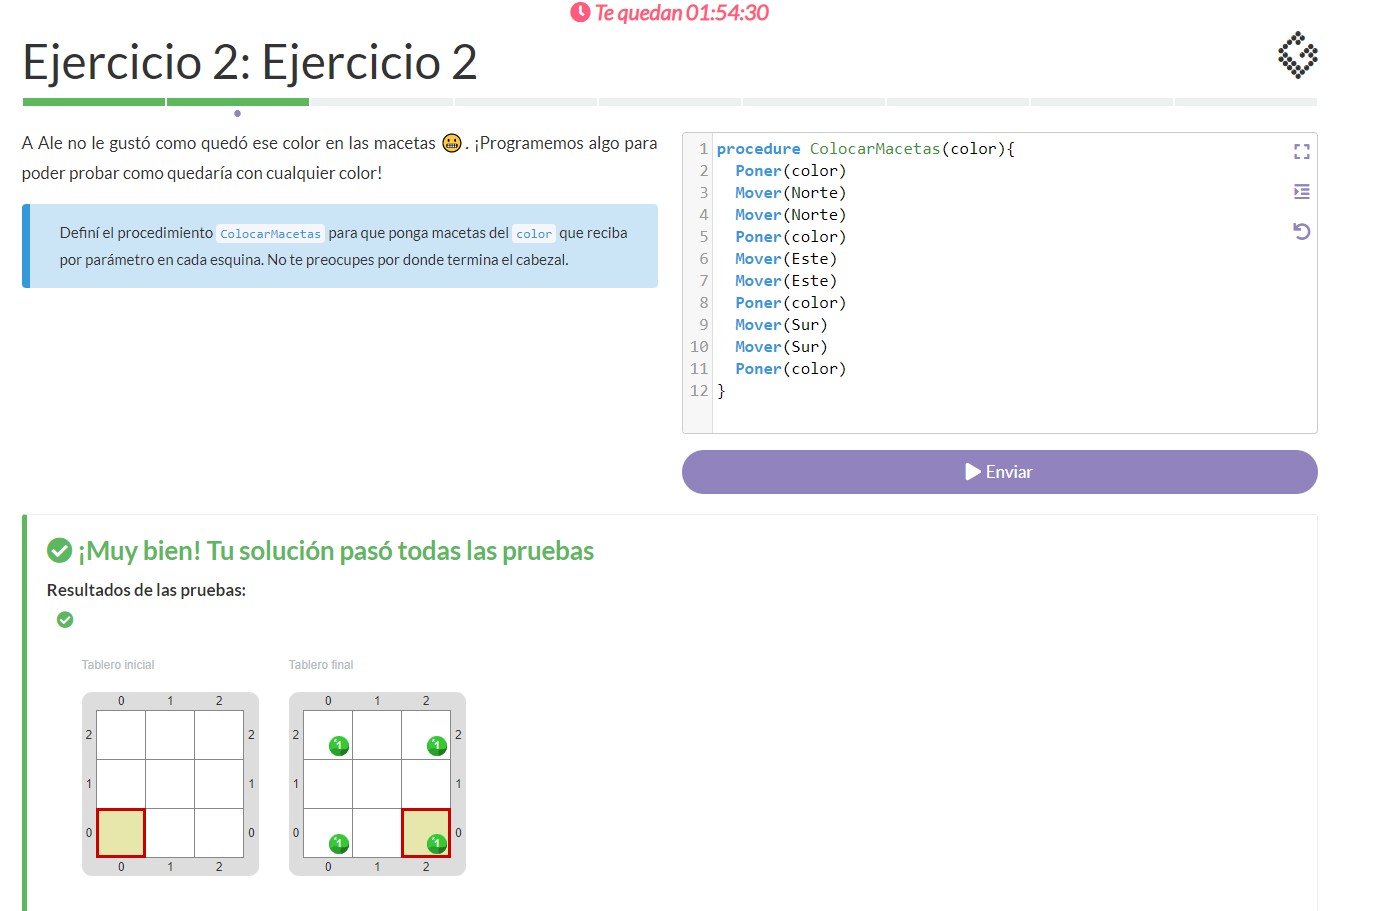 Te quedan 01:54:30
Ejercicio 2: Ejercicio 2
A Ale no le gustó como quedó ese color en las macetas 😬. ¡Programemos algo para
poder probar como quedaría con cualquier color!
Definí el procedimiento ColocarMacetas para que ponga macetas del color que reciba
por parámetro en cada esquina. No te preocupes por donde termina el cabezal.
1 procedure ColocarMacetas(color){
2 Poner(color)
3 Mover(Norte)
4 Mover(Norte)
5 Poner(color)
6 Mover(Este)
7 Mover(Este)
8 Poner(color)
9 Mover(Sur)
10 Mover(Sur)
11 Poner(color)
12 }
Enviar
¡Muy bien! Tu solución pasó todas las pruebas
Resultados de las pruebas:
Tablero inicial Tablero final
0 1 2 0 1 2
2 2 2 1 1 2
1 1 1 1
0 0 0 1 1 0
0 1 2 0 1 2